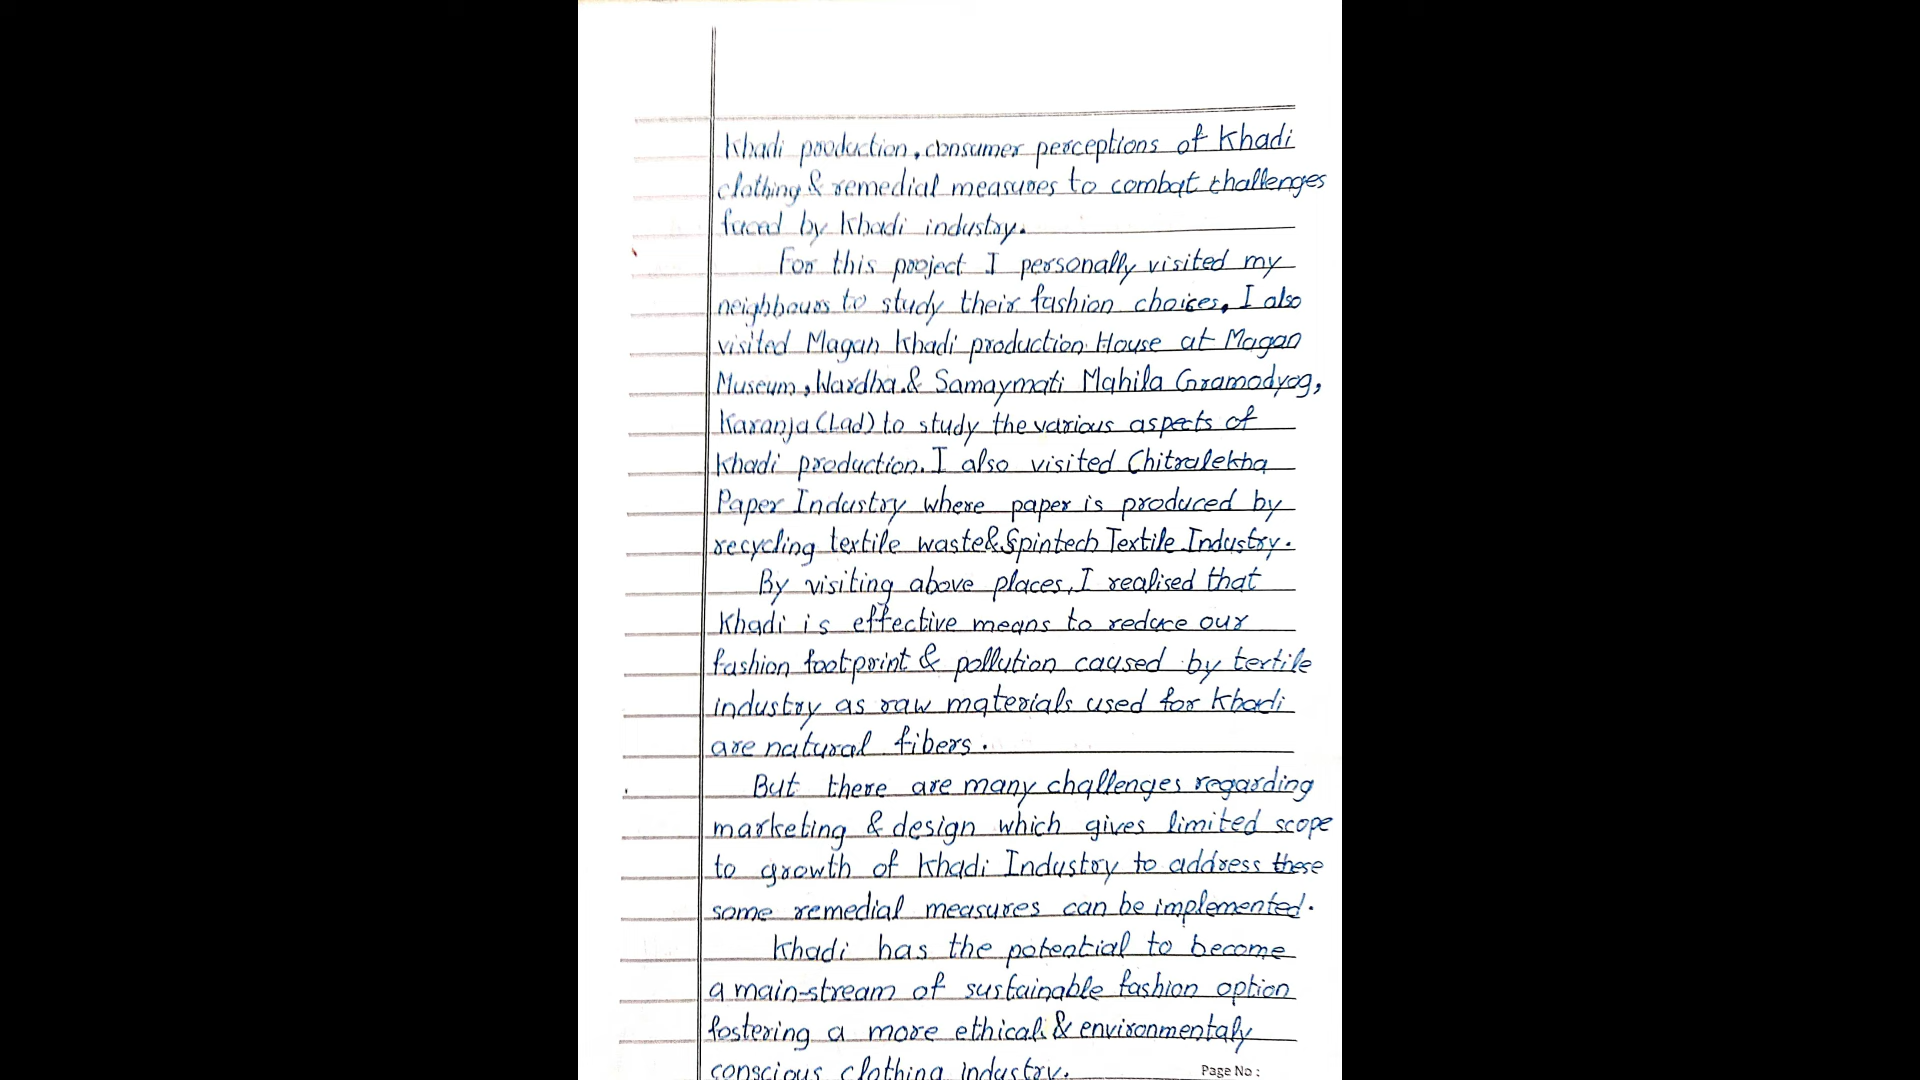 Khadi production, consumer perceptions of Khadi
clothing & remedial measures to combat challenges
faced by Khadi industry.
For this project I personally visited my
neighbours to study their fashion choices. I also
visited Magan Khadi production House at Magan
Museum, Wardha. & Samaymati Mahila Gramodyog,
Karanja (Lad) to study the various aspects of
Khadi production. I also visited Chitralekha
Paper Industry where paper is produced by
recycling textile waste & Spintech Textile Industry.
By visiting above places, I realised that
Khadi is effective means to reduce our
fashion footprint & pollution caused by textile
industry as raw materials used for Khadi
are natural fibers.
But there are many challenges regarding
marketing & design which gives limited scope
to growth of Khadi Industry to address these
some remedial measures can be implemented.
Khadi has the potential to become
a main-stream of sustainable fashion option
fostering a more ethical & environmentaly
conscious clothing industry.
Page No :